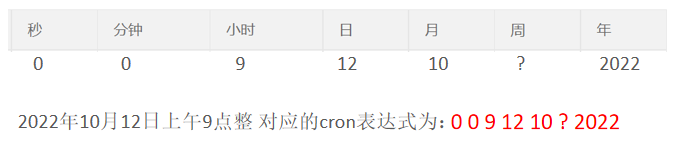 秒 分钟 小时 日 月 周 年
0 0 9 12 10 ? 2022
2022年10月12日上午9点整 对应的cron表达式为：0 0 9 12 10 ? 2022